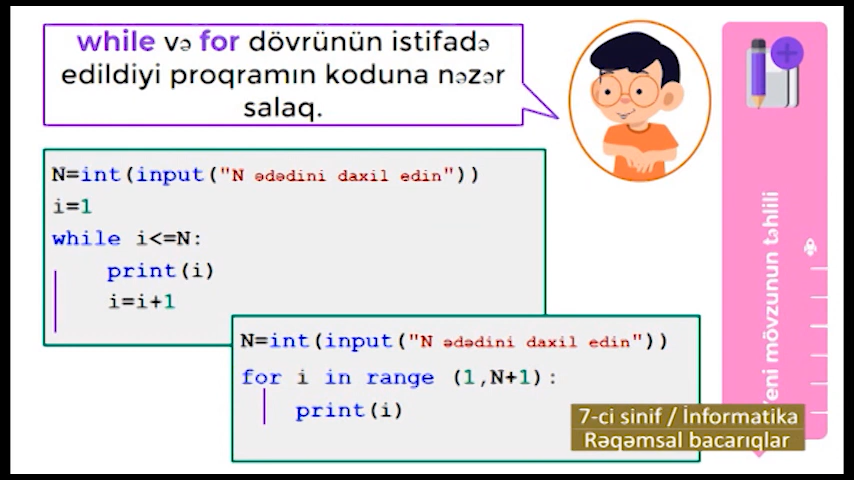 while və for dövrünün istifadə
edildiyi proqramın koduna nəzər
salaq.
N=int(input("N ədədini daxil edin"))
i=1
while i<=N:
print(i)
i=i+1
N=int(input("N ədədini daxil edin"))
for i in range (1,N+1):
print(i)
Yeni mövzunun təhlili
7-ci sinif / İnformatika
Rəqəmsal bacarıqlar